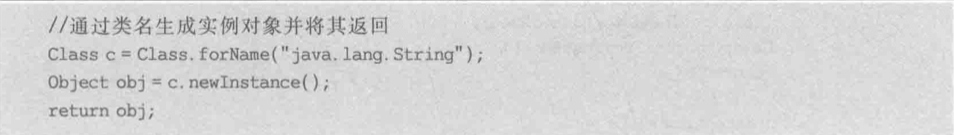 //通过类名生成实例对象并将其返回
Class c = Class.forName("java.lang.String");
Object obj = c.newInstance();
return obj;